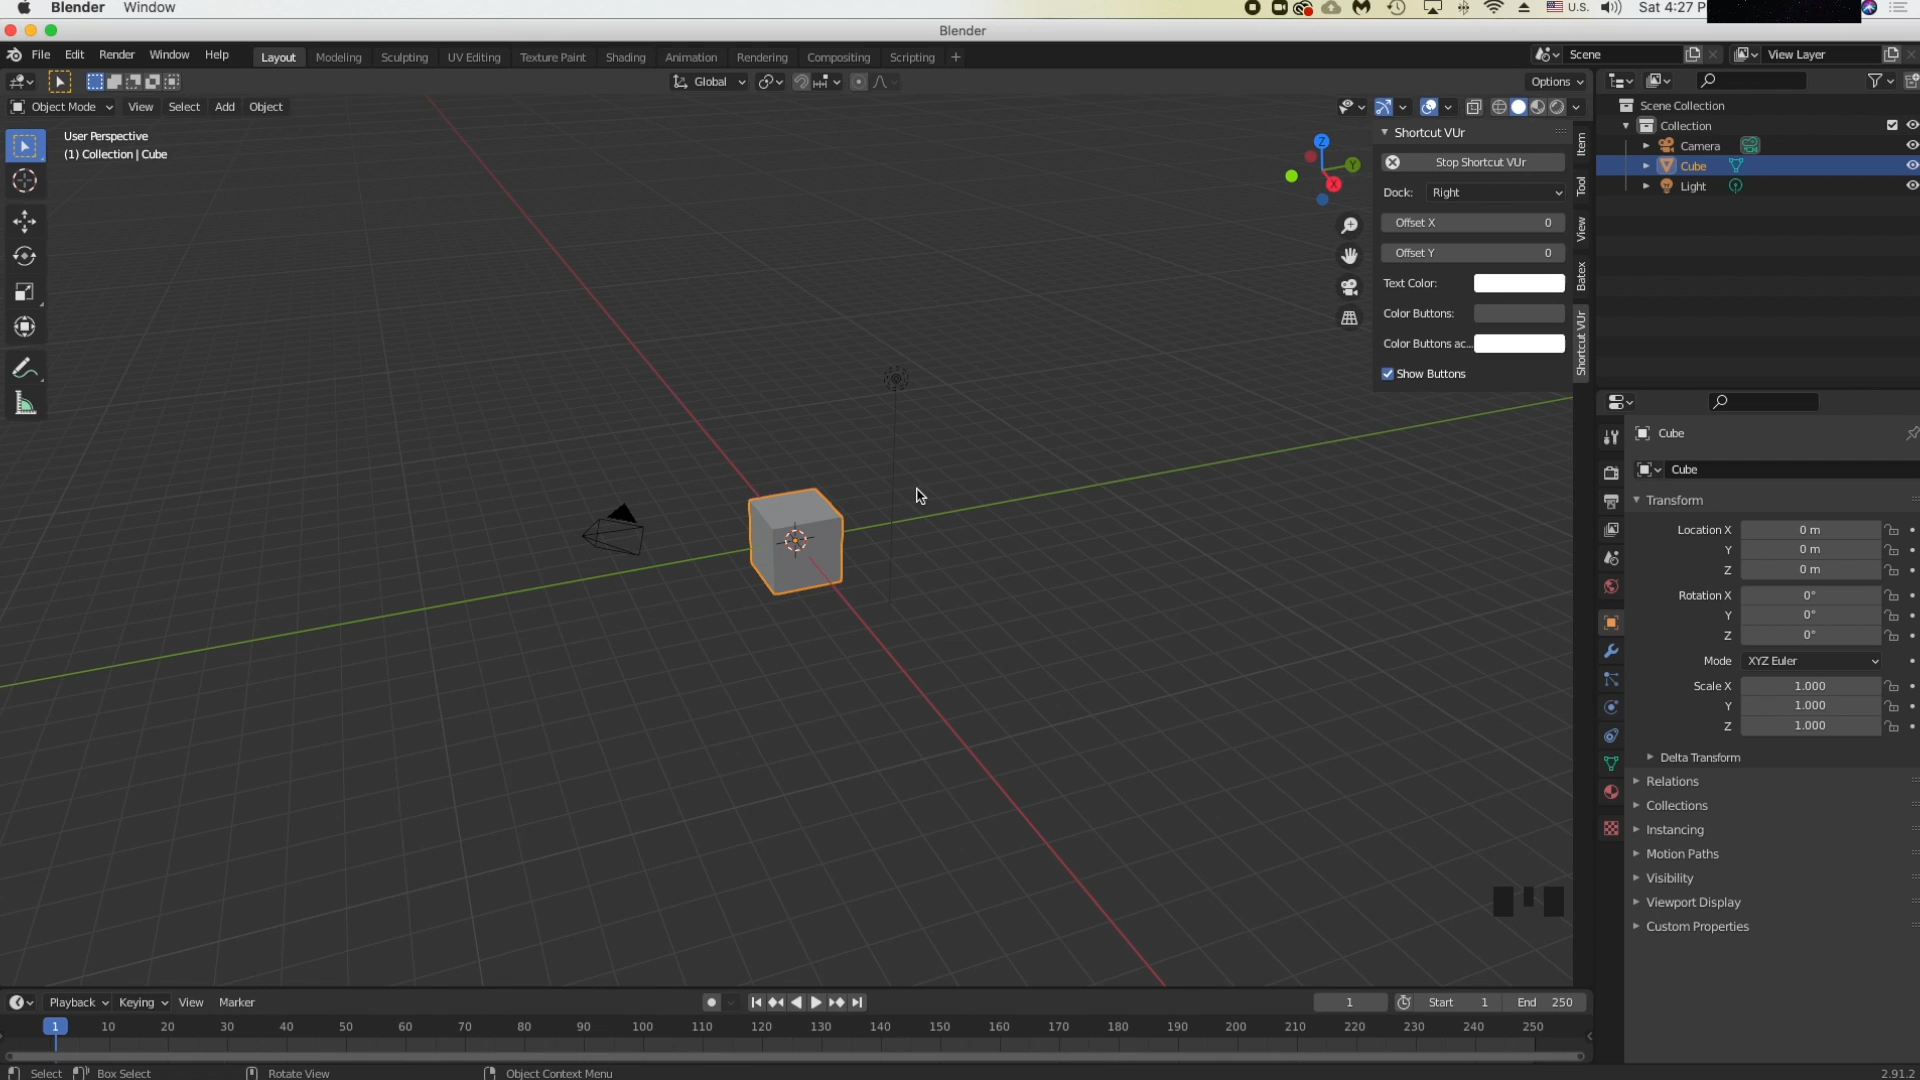 Blender Window U.S. Sat 4:27 P
Blender
File Edit Render Window Help Layout Modeling Sculpting UV Editing Texture Paint Shading Animation Rendering Compositing Scripting + Scene View Layer
Global Options
Object Mode View Select Add Object
User Perspective
(1) Collection | Cube
Z
Y
X
Shortcut VUr
Stop Shortcut VUr
Dock: Right
Offset X 0
Offset Y 0
Text Color:
Color Buttons:
Color Buttons ac...
Show Buttons
Item
Tool
View
Batex
Shortcut VUr
Scene Collection
Collection
Camera
Cube
Light
Cube
Cube
Transform
Location X 0 m
Y 0 m
Z 0 m
Rotation X 0°
Y 0°
Z 0°
Mode XYZ Euler
Scale X 1.000
Y 1.000
Z 1.000
Delta Transform
Relations
Collections
Instancing
Motion Paths
Visibility
Viewport Display
Custom Properties
Playback Keying View Marker 1 Start 1 End 250
1 10 20 30 40 50 60 70 80 90 100 110 120 130 140 150 160 170 180 190 200 210 220 230 240 250
Select Box Select Rotate View Object Context Menu 2.91.2